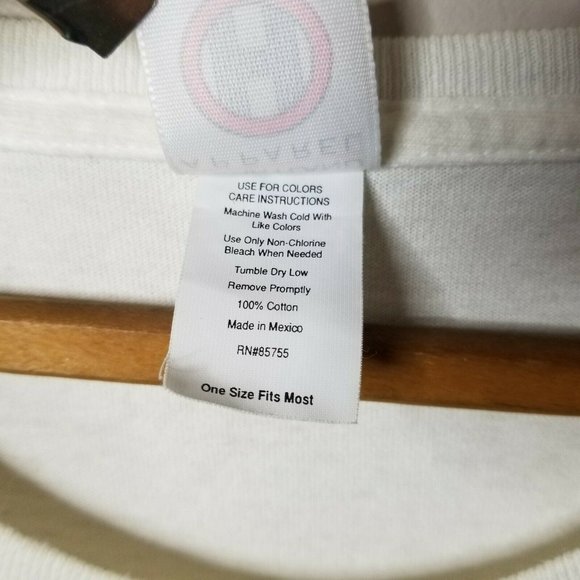 APPAREL
USE FOR COLORS
CARE INSTRUCTIONS
Machine Wash Cold With
Like Colors
Use Only Non-Chlorine
Bleach When Needed
Tumble Dry Low
Remove Promptly
100% Cotton
Made in Mexico
RN#85755
One Size Fits Most